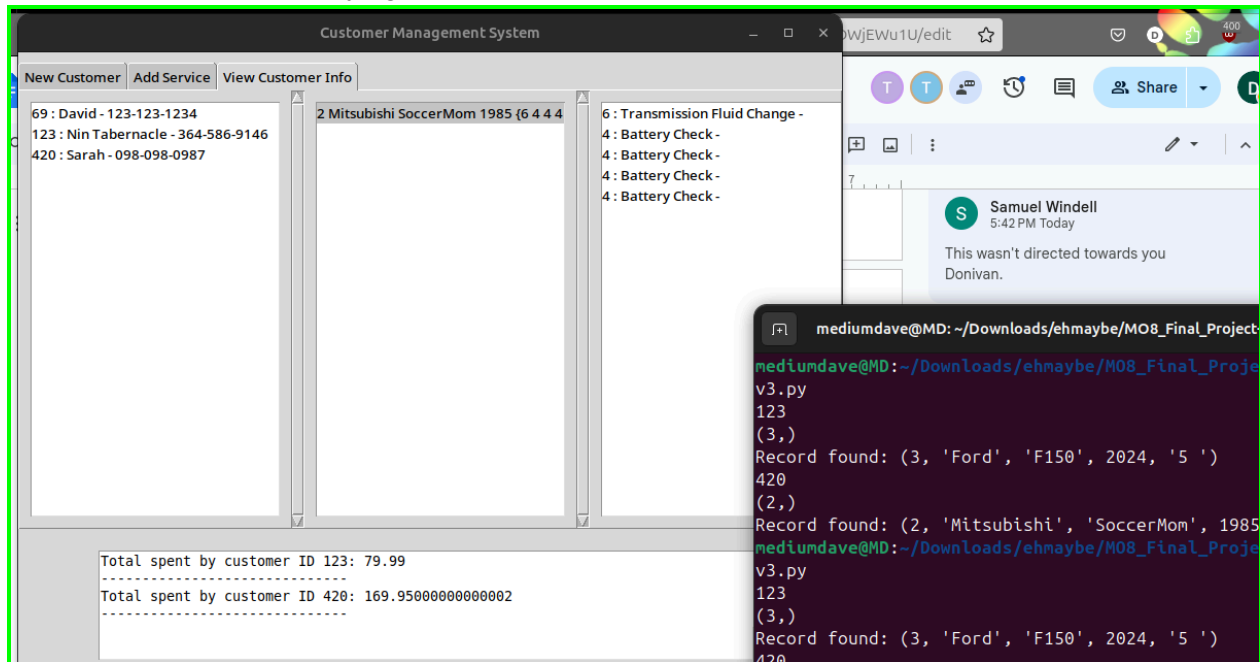 Customer Management System
DWjEWu1U/edit
400
D
New Customer
Add Service
View Customer Info
T
T
Share
69 : David - 123-123-1234
123 : Nin Tabernacle - 364-586-9146
420 : Sarah - 098-098-0987
2 Mitsubishi SoccerMom 1985 {6 4 4 4
6 : Transmission Fluid Change -
4 : Battery Check -
4 : Battery Check -
4 : Battery Check -
4 : Battery Check -
7
S
Samuel Windell
5:42 PM Today
This wasn't directed towards you
Donivan.
Total spent by customer ID 123: 79.99
------------------------------
Total spent by customer ID 420: 169.95000000000002
------------------------------
mediumdave@MD: ~/Downloads/ehmaybe/MO8_Final_Project-
mediumdave@MD:~/Downloads/ehmaybe/MO8_Final_Proje
v3.py
123
(3,)
Record found: (3, 'Ford', 'F150', 2024, '5 ')
420
(2,)
Record found: (2, 'Mitsubishi', 'SoccerMom', 1985
mediumdave@MD:~/Downloads/ehmaybe/MO8_Final_Proje
v3.py
123
(3,)
Record found: (3, 'Ford', 'F150', 2024, '5 ')
420